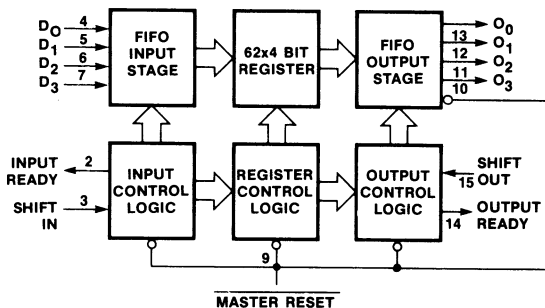 D0 4
D1 5
D2 6
D3 7
FIFO INPUT STAGE
62x4 BIT REGISTER
FIFO OUTPUT STAGE
O0
13 O1
12 O2
11 O3
10
INPUT READY 2
SHIFT IN 3
INPUT CONTROL LOGIC
REGISTER CONTROL LOGIC
OUTPUT CONTROL LOGIC
15 SHIFT OUT
14 OUTPUT READY
9
MASTER RESET